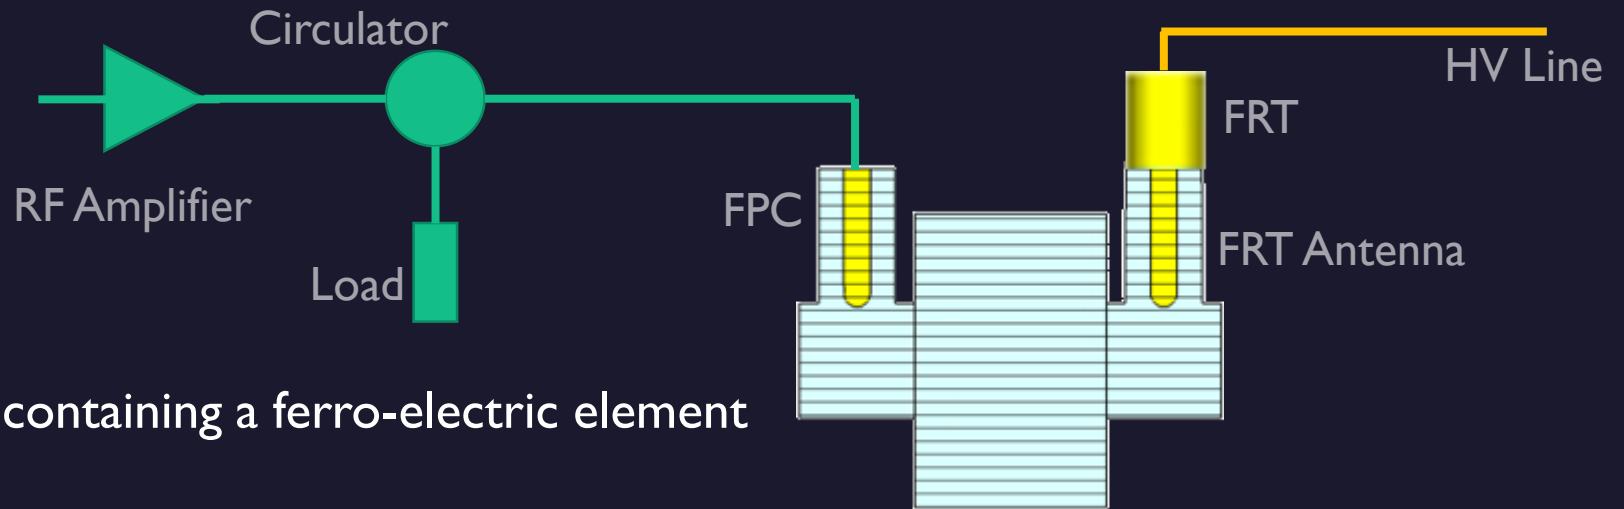 Circulator
HV Line
FRT
RF Amplifier
FPC
FRT Antenna
Load
containing a ferro-electric element